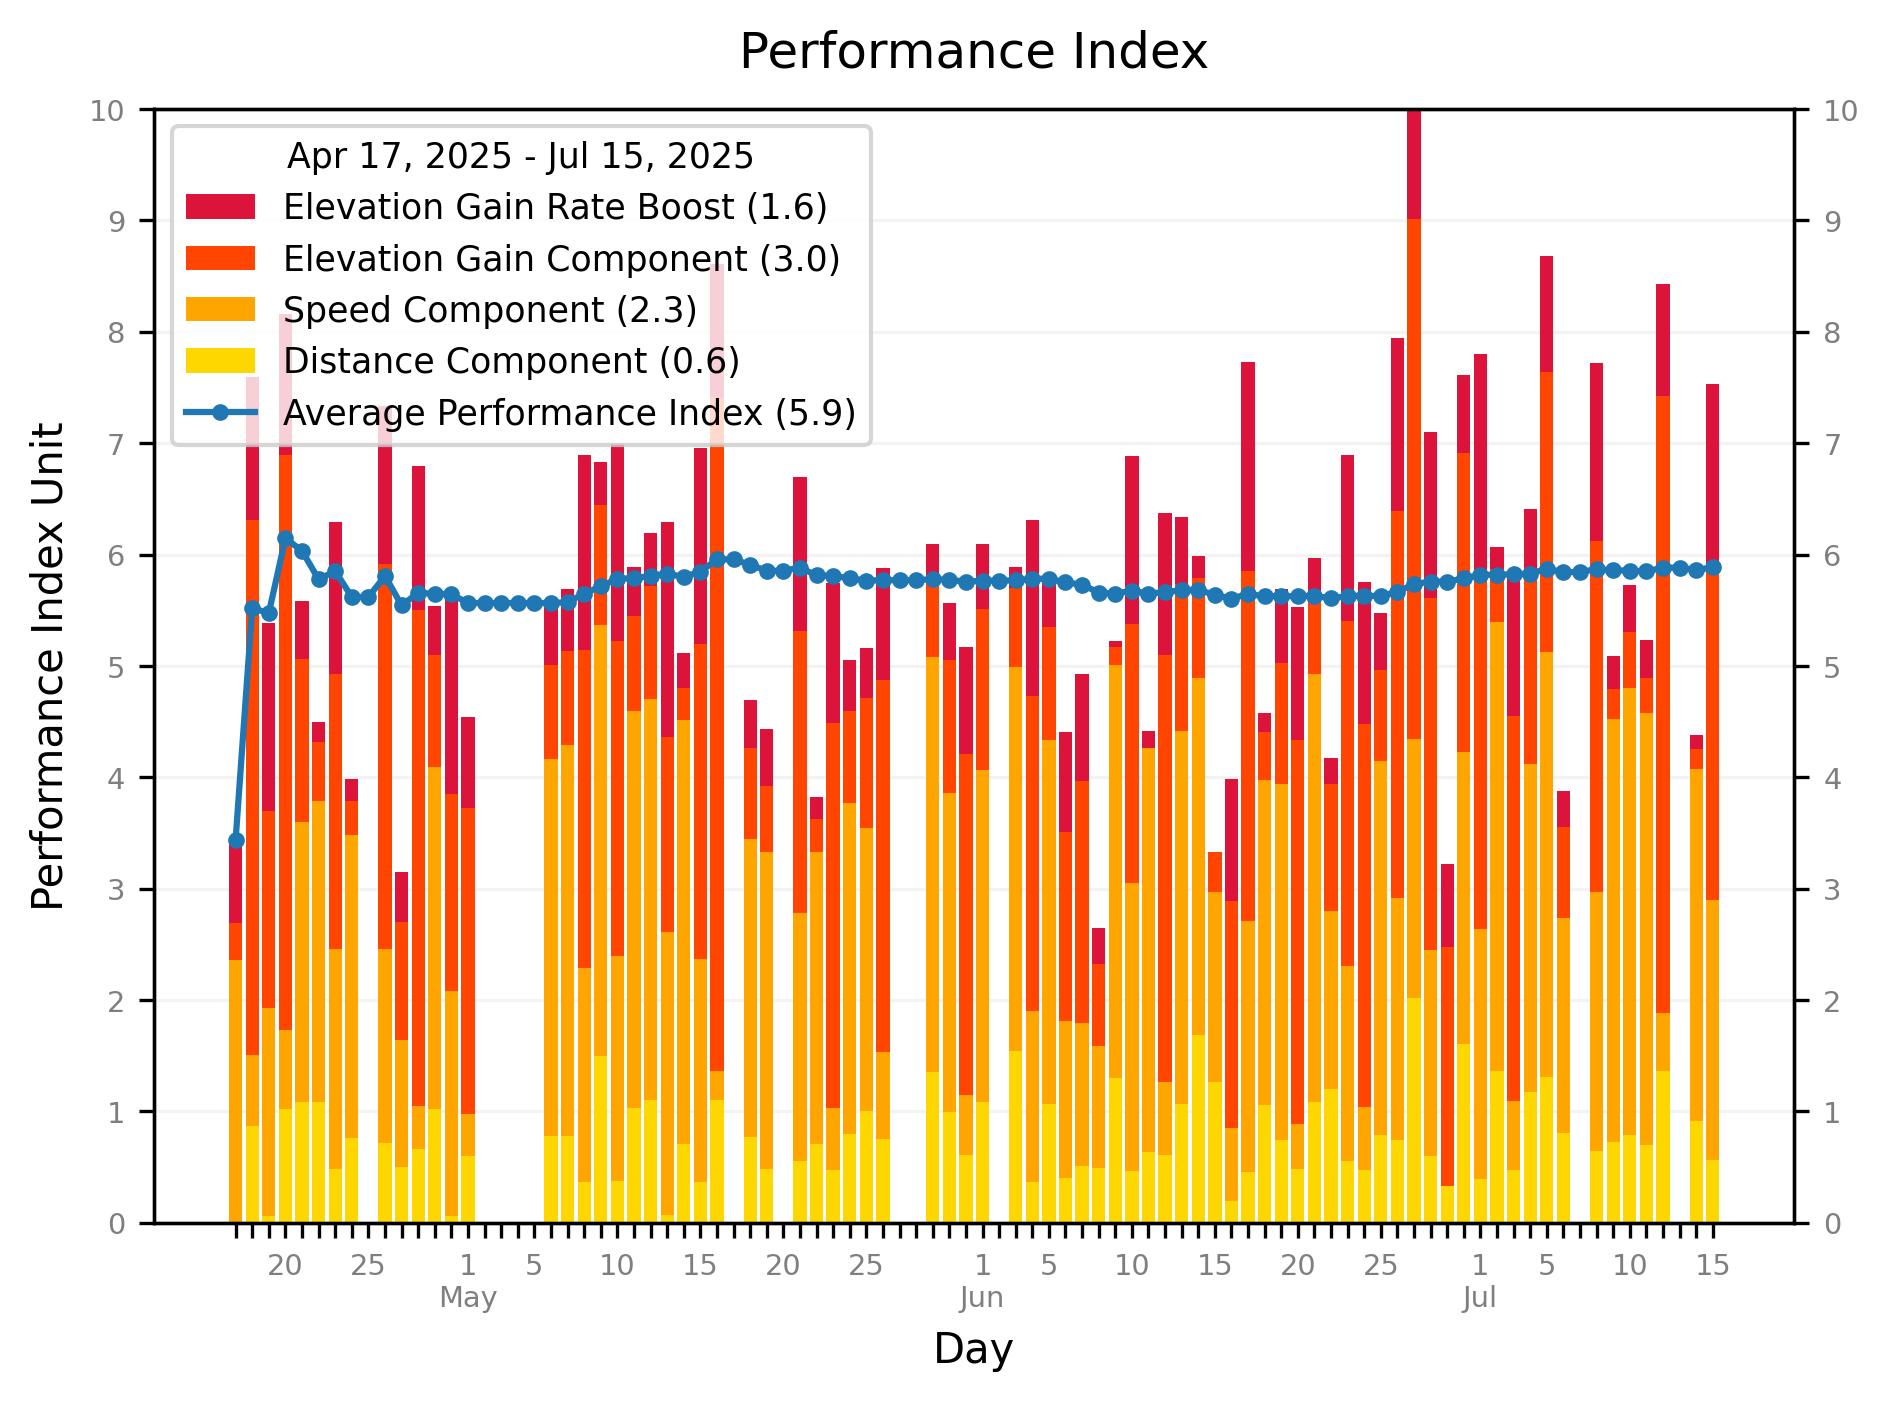 Performance Index
Apr 17, 2025 - Jul 15, 2025
Elevation Gain Rate Boost (1.6)
Elevation Gain Component (3.0)
Speed Component (2.3)
Distance Component (0.6)
Average Performance Index (5.9)
Performance Index Unit
10 10
9 9
8 8
7 7
6 6
5 5
4 4
3 3
2 2
1 1
0 0
20 25 1 5 10 15 20 25 1 5 10 15 20 25 1 5 10 15
May Jun Jul
Day